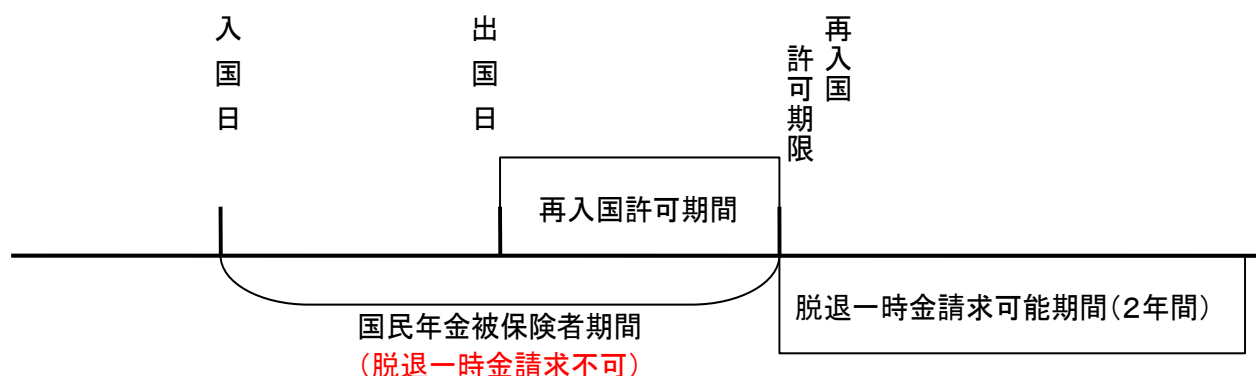 入国日
出国日
再入国
許可期限
再入国許可期間
国民年金被保険者期間
（脱退一時金請求不可）
脱退一時金請求可能期間（２年間）